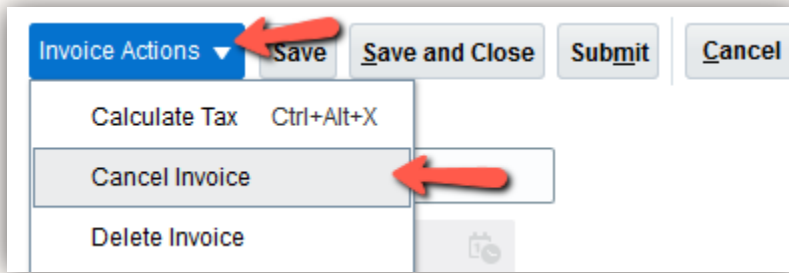 Invoice Actions Save Save and Close Submit Cancel
Calculate Tax Ctrl+Alt+X
Cancel Invoice
Delete Invoice